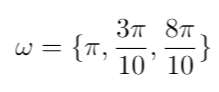 ω = {π, 3π/10, 8π/10}